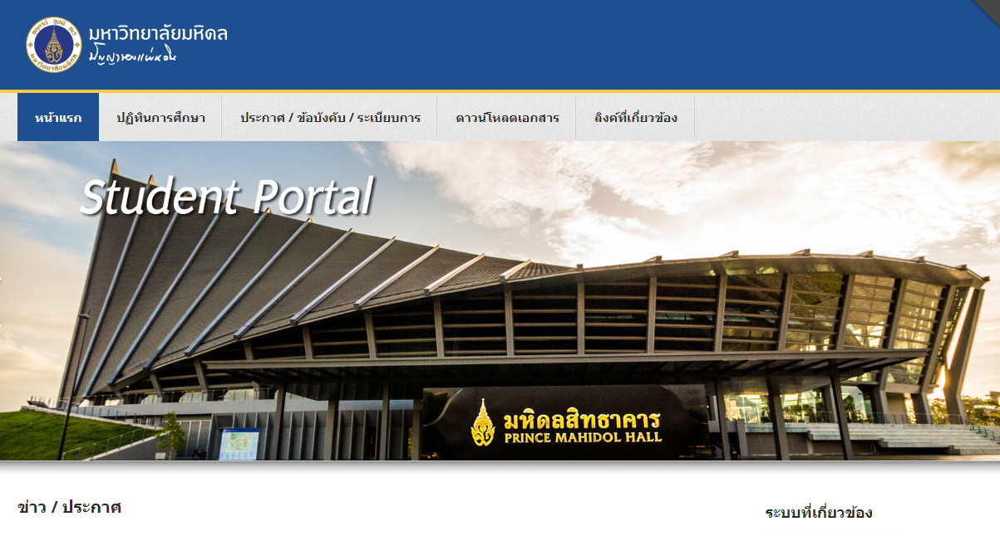 มหาวิทยาลัยมหิดล
ปัญญาของแผ่นดิน
หน้าแรก
ปฏิทินการศึกษา
ประกาศ / ข้อบังคับ / ระเบียบการ
ดาวน์โหลดเอกสาร
ลิงค์ที่เกี่ยวข้อง
Student Portal
มหิดลสิทธาคาร
PRINCE MAHIDOL HALL
ข่าว / ประกาศ
ระบบที่เกี่ยวข้อง